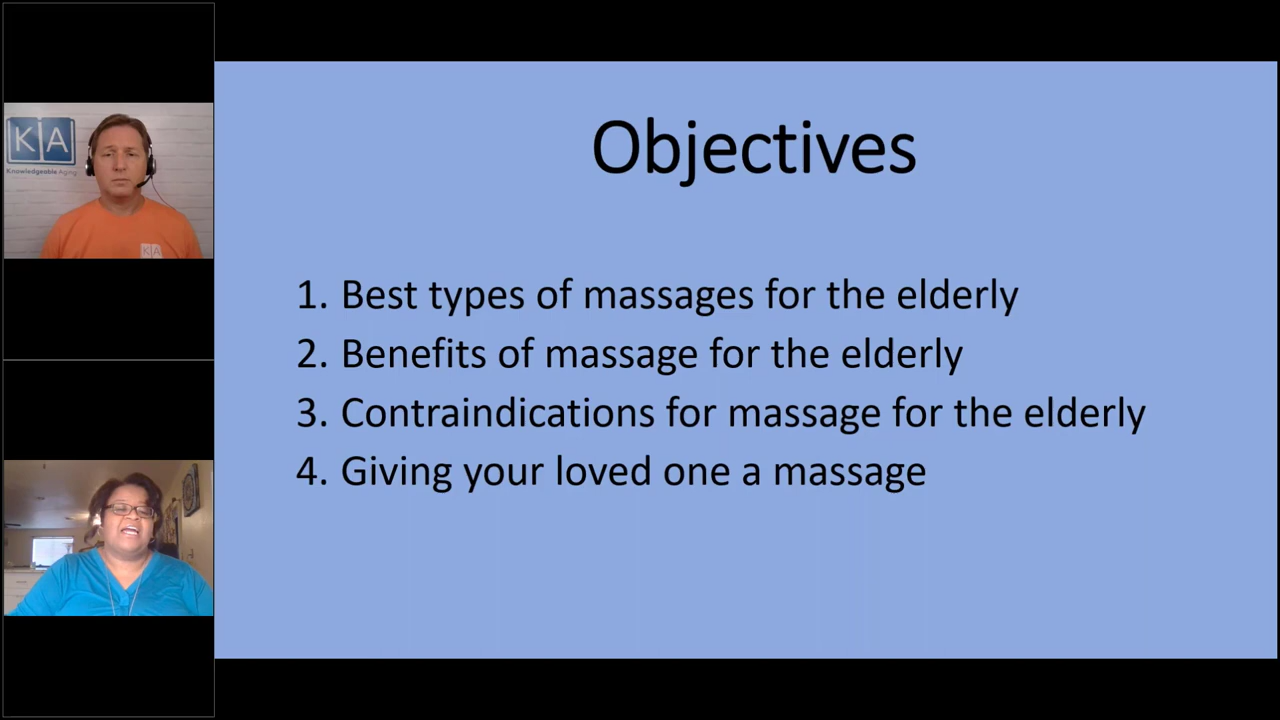 KA
Knowledgeable Aging
KA
Objectives
1. Best types of massages for the elderly
2. Benefits of massage for the elderly
3. Contraindications for massage for the elderly
4. Giving your loved one a massage